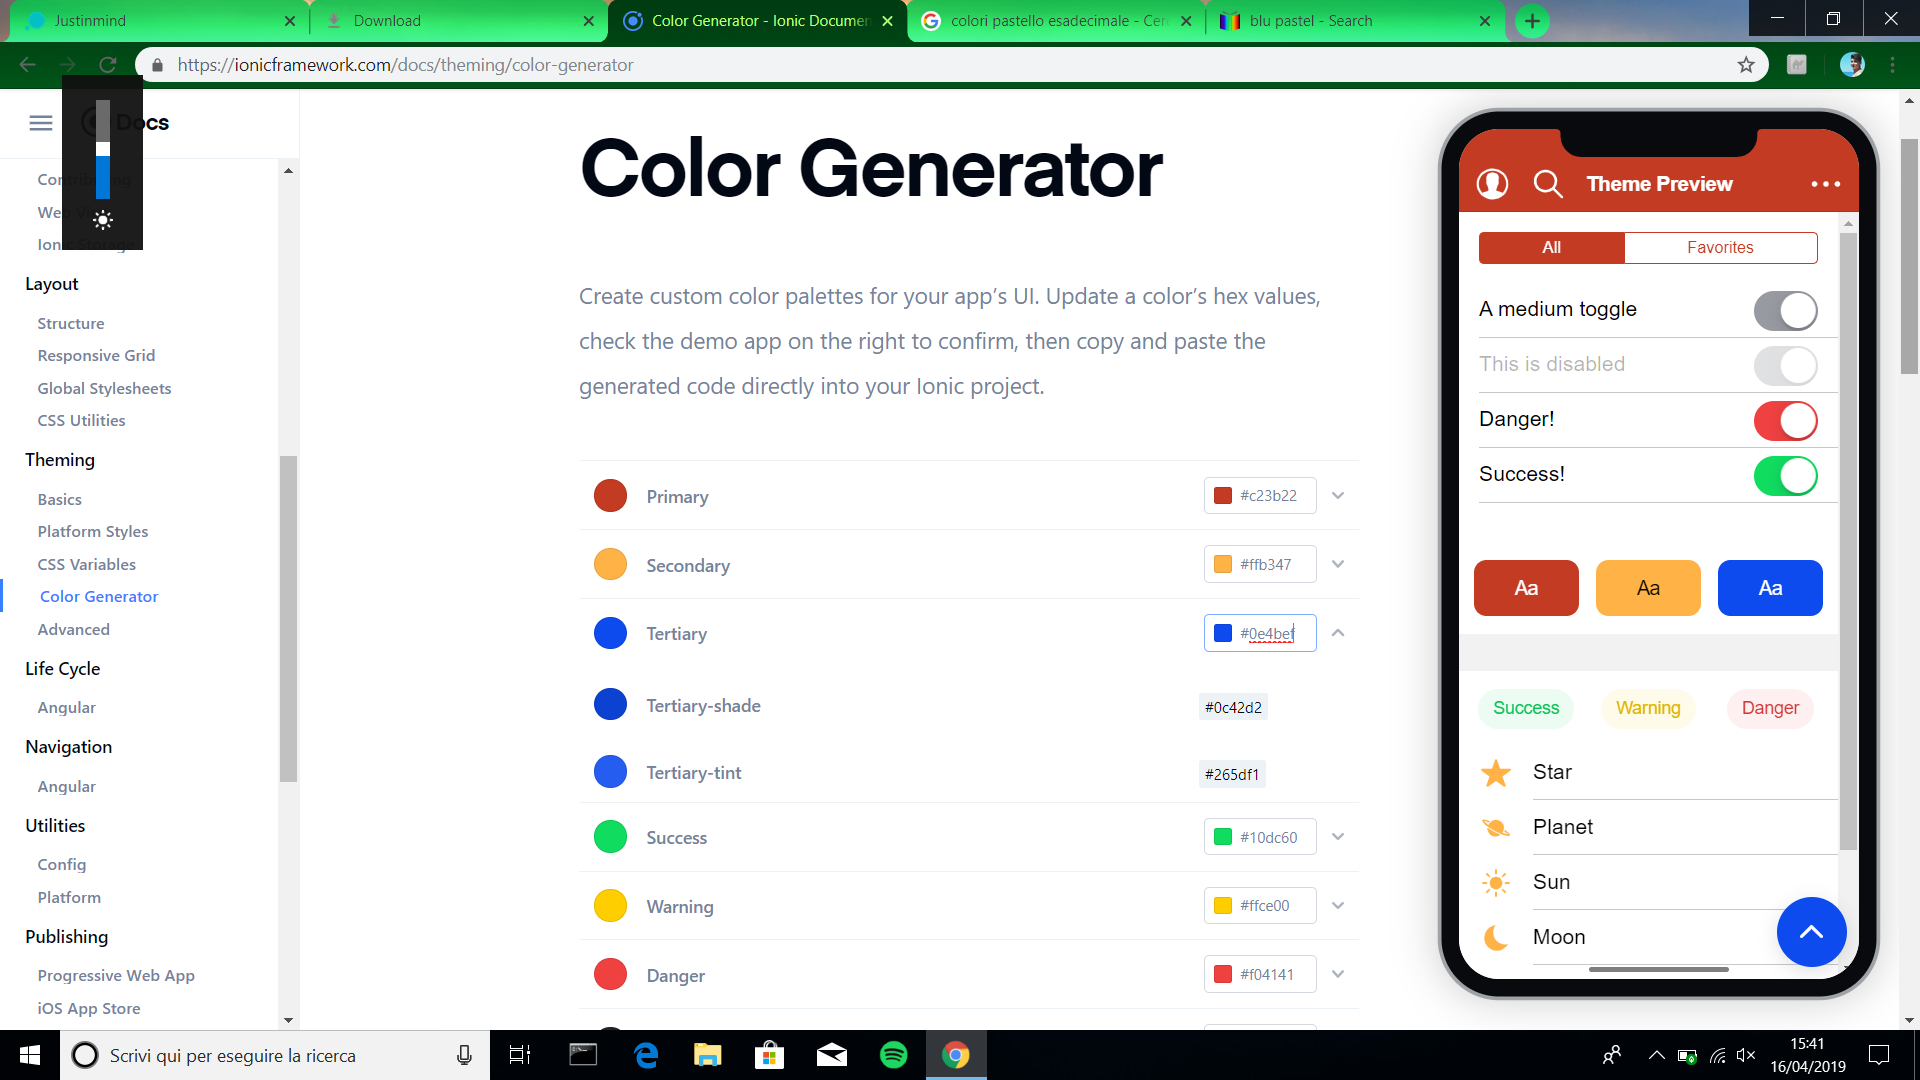 Justinmind
Download
Color Generator - Ionic Documen
colori pastello esadecimale - Cer
blu pastel - Search
https://ionicframework.com/docs/theming/color-generator
Docs
Layout
Structure
Responsive Grid
Global Stylesheets
CSS Utilities
Theming
Basics
Platform Styles
CSS Variables
Color Generator
Advanced
Life Cycle
Angular
Navigation
Angular
Utilities
Config
Platform
Publishing
Progressive Web App
iOS App Store
Color Generator
Create custom color palettes for your app’s UI. Update a color’s hex values,
check the demo app on the right to confirm, then copy and paste the
generated code directly into your Ionic project.
Primary #c23b22
Secondary #ffb347
Tertiary #0e4bef
Tertiary-shade #0c42d2
Tertiary-tint #265df1
Success #10dc60
Warning #ffce00
Danger #f04141
Theme Preview
All Favorites
A medium toggle
This is disabled
Danger!
Success!
Aa Aa Aa
Success Warning Danger
Star
Planet
Sun
Moon
Scrivi qui per eseguire la ricerca
15:41
16/04/2019